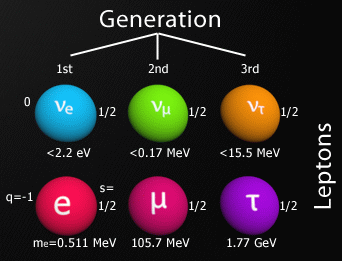 Generation
1st 2nd 3rd
0 νe 1/2 νμ 1/2 ντ 1/2
<2.2 eV <0.17 MeV <15.5 MeV
q=-1 e s= 1/2 μ 1/2 τ 1/2
me=0.511 MeV 105.7 MeV 1.77 GeV
Leptons